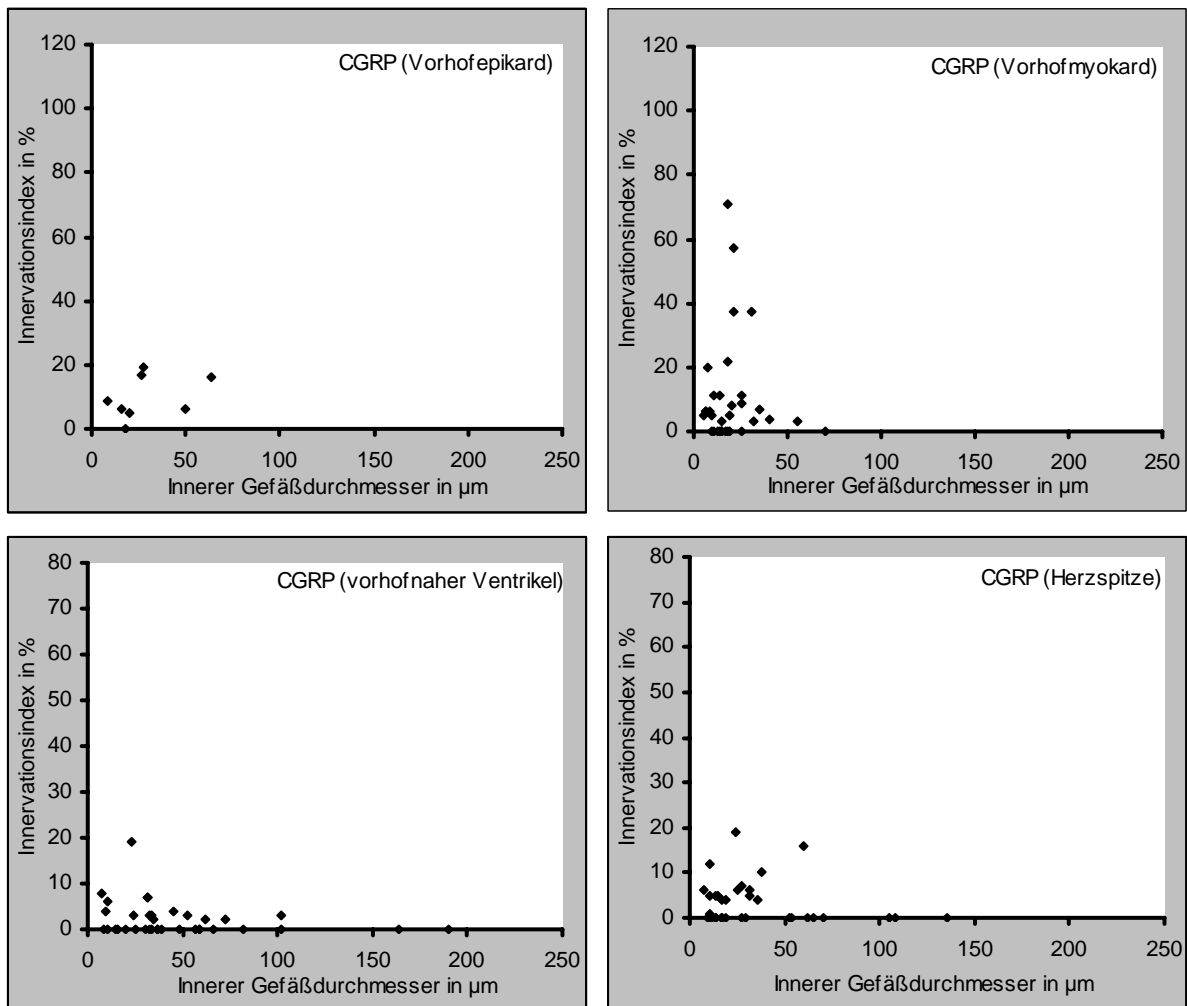 CGRP (Vorhofepikard)
Innervationsindex in %
120
100
80
60
40
20
0
0 50 100 150 200 250
Innerer Gefäßdurchmesser in µm
CGRP (Vorhofmyokard)
Innervationsindex in %
120
100
80
60
40
20
0
0 50 100 150 200 250
Innerer Gefäßdurchmesser in µm
CGRP (vorhofnaher Ventrikel)
Innervationsindex in %
80
70
60
50
40
30
20
10
0
0 50 100 150 200 250
Innerer Gefäßdurchmesser in µm
CGRP (Herzspitze)
Innervationsindex in %
80
70
60
50
40
30
20
10
0
0 50 100 150 200 250
Innerer Gefäßdurchmesser in µm